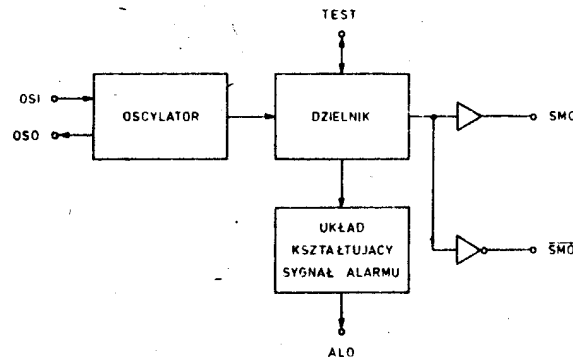 TEST
OSI
OSCYLATOR
DZIELNIK
SMO
OSO
UKŁAD
KSZTAŁTUJĄCY
SYGNAŁ ALARMU
SMO
ALO